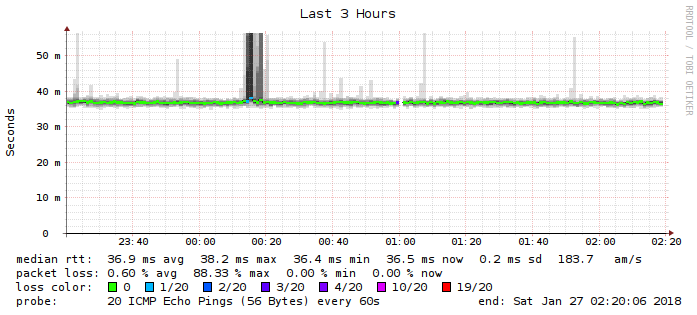 Last 3 Hours
RRDTOOL / TOBI OETIKER
Seconds
50 m
40 m
30 m
20 m
10 m
0
23:40 00:00 00:20 00:40 01:00 01:20 01:40 02:00 02:20
median rtt: 36.9 ms avg 38.2 ms max 36.4 ms min 36.5 ms now 0.2 ms sd 183.7 am/s
packet loss: 0.60 % avg 88.33 % max 0.00 % min 0.00 % now
loss color: 0 1/20 2/20 3/20 4/20 10/20 19/20
probe: 20 ICMP Echo Pings (56 Bytes) every 60s end: Sat Jan 27 02:20:06 2018